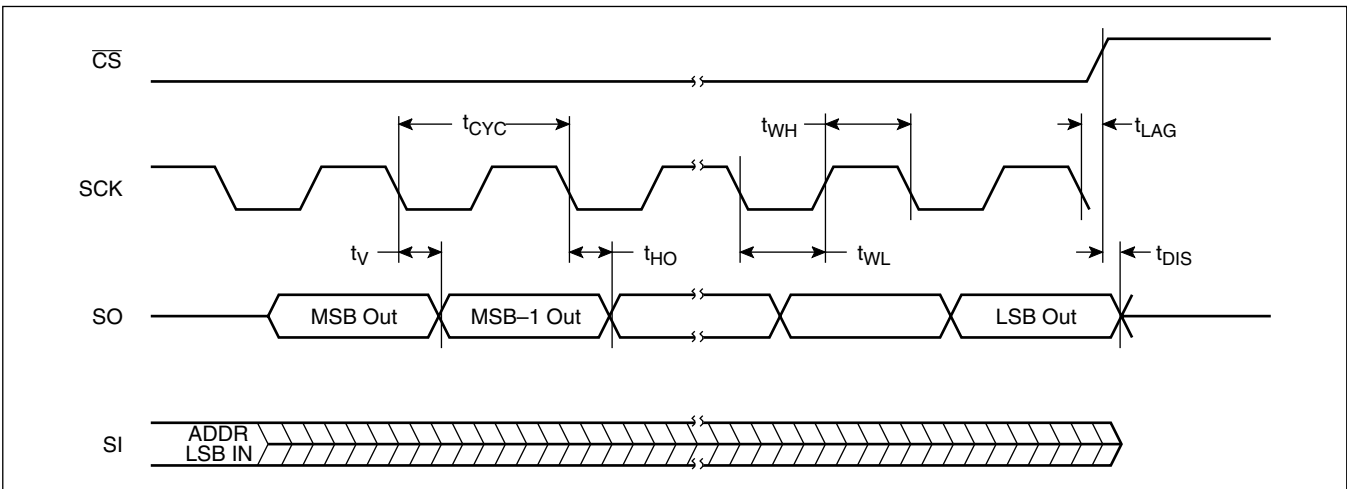 C̅S̅
tCYC
tWH
tLAG
SCK
tV
tHO
tWL
tDIS
SO
MSB Out
MSB–1 Out
LSB Out
SI
ADDR
LSB IN